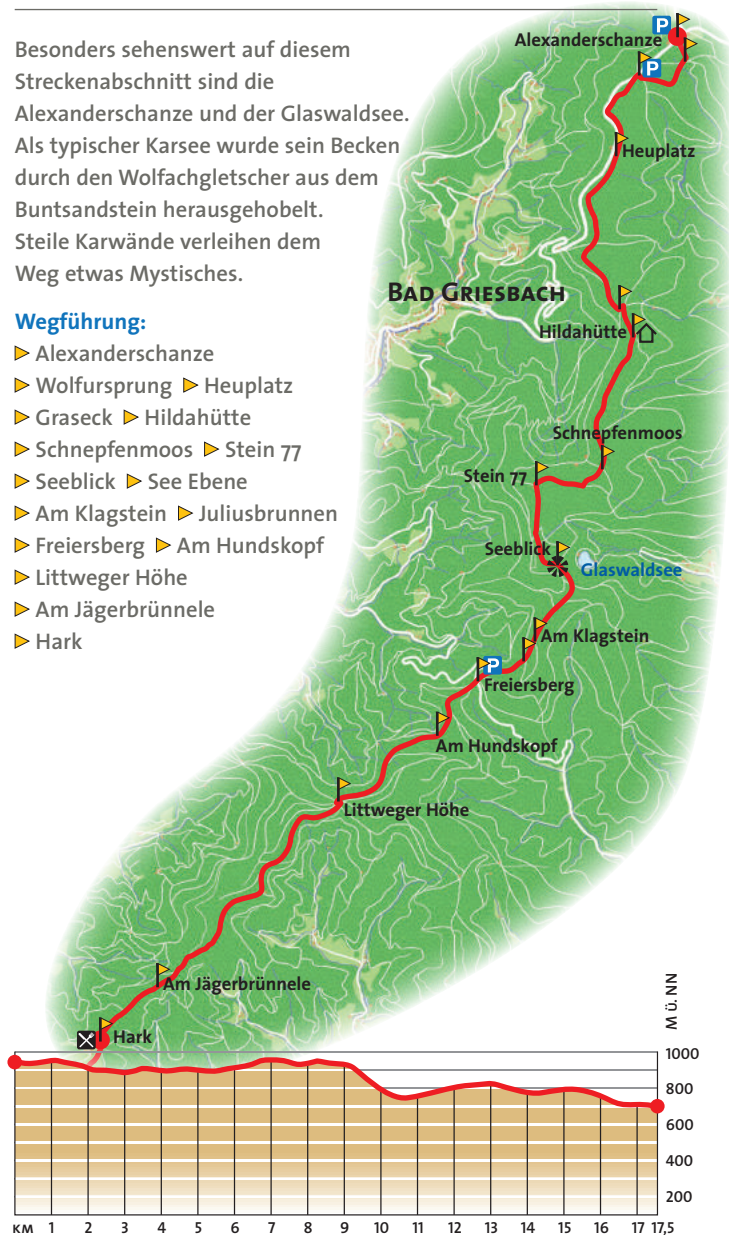 Besonders sehenswert auf diesem
Streckenabschnitt sind die
Alexanderschanze und der Glaswaldsee.
Als typischer Karsee wurde sein Becken
durch den Wolfachgletscher aus dem
Buntsandstein herausgehobelt.
Steile Karwände verleihen dem
Weg etwas Mystisches.
Wegführung:
Alexanderschanze
Wolfursprung Heuplatz
Graseck Hildahütte
Schnepfenmoos Stein 77
Seeblick See Ebene
Am Klagstein Juliusbrunnen
Freiersberg Am Hundskopf
Littweger Höhe
Am Jägerbrünnele
Hark
P
Alexanderschanze
P
Heuplatz
BAD GRIESBACH
Hildahütte
Schnepfenmoos
Stein 77
Seeblick
Glaswaldsee
Am Klagstein
P
Freiersberg
Am Hundskopf
Littweger Höhe
Am Jägerbrünnele
Hark
M Ü. NN
1000
800
600
400
200
KM 1 2 3 4 5 6 7 8 9 10 11 12 13 14 15 16 17 17,5